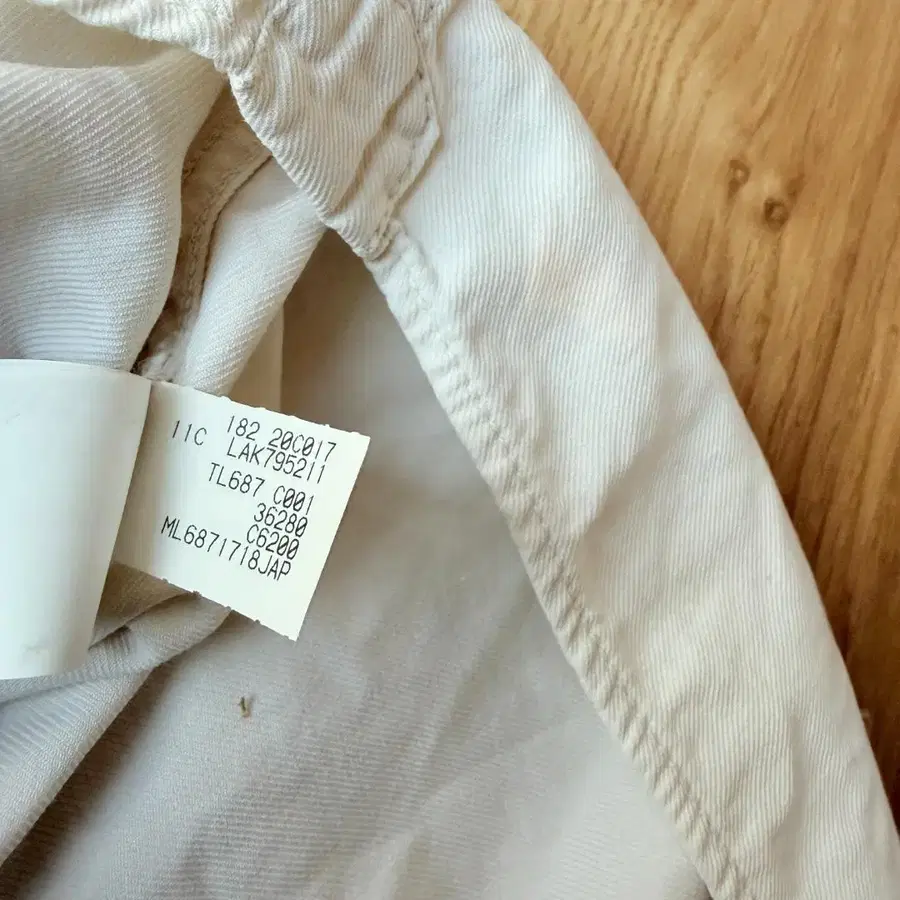 182 20C017
11C LAK795211
TL687 C001
36280
C6200
ML6871718JAP